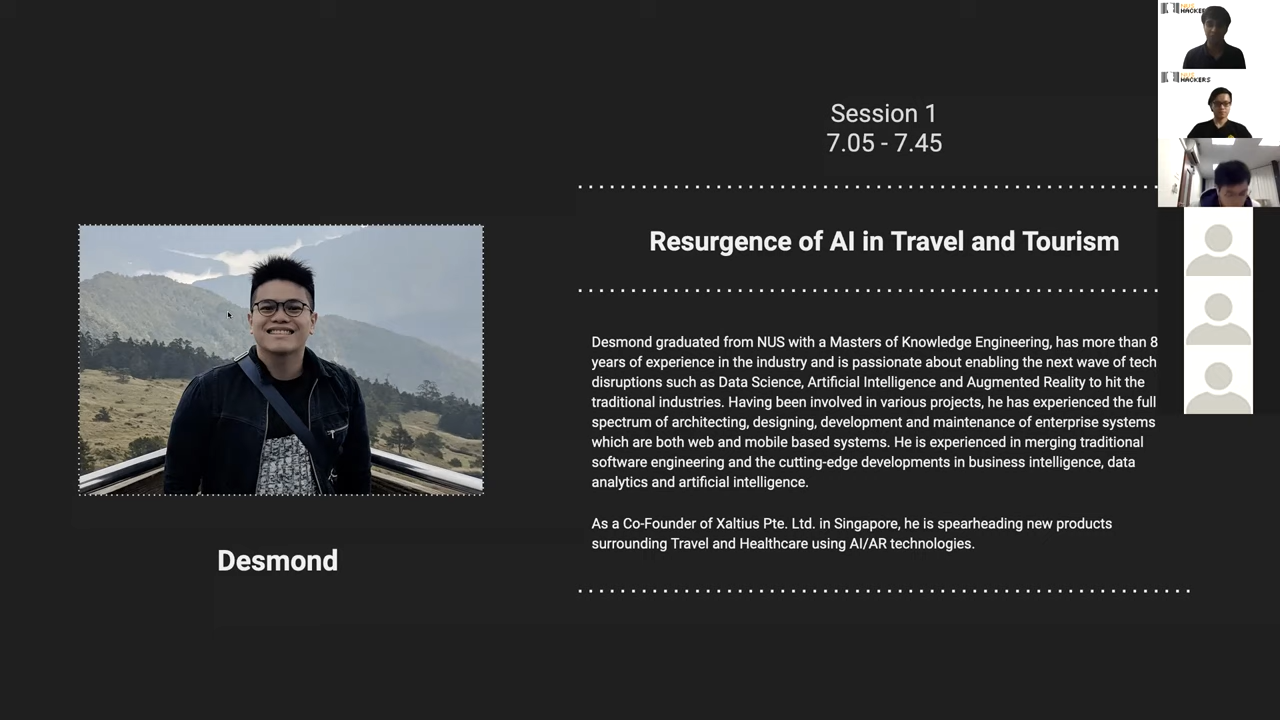 Session 1
7.05 - 7.45
Resurgence of AI in Travel and Tourism
Desmond graduated from NUS with a Masters of Knowledge Engineering, has more than 8
years of experience in the industry and is passionate about enabling the next wave of tech
disruptions such as Data Science, Artificial Intelligence and Augmented Reality to hit the
traditional industries. Having been involved in various projects, he has experienced the full
spectrum of architecting, designing, development and maintenance of enterprise systems
which are both web and mobile based systems. He is experienced in merging traditional
software engineering and the cutting-edge developments in business intelligence, data
analytics and artificial intelligence.
As a Co-Founder of Xaltius Pte. Ltd. in Singapore, he is spearheading new products
surrounding Travel and Healthcare using AI/AR technologies.
Desmond
NUS
HACKERS